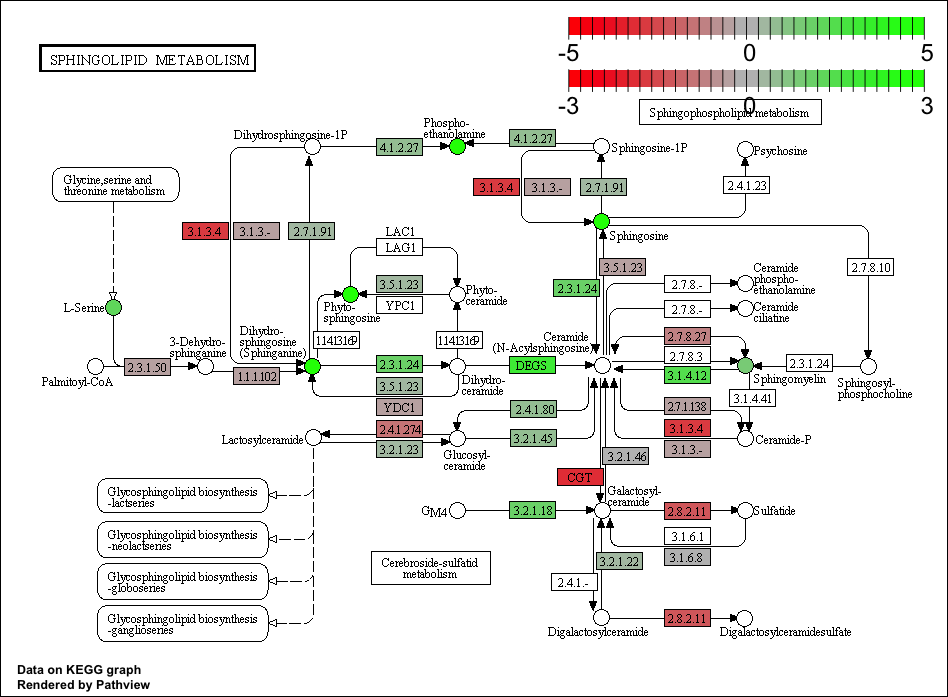 -5
0
5
-3
0
3
SPHINGOLIPID METABOLISM
Sphingophospholipid metabolism
Dihydrosphingosine-1P
4.1.2.27
Phospho-
ethanolamine
4.1.2.27
Sphingosine-1P
Psychosine
Glycine,serine and
threonine metabolism
3.1.3.4
3.1.3.-
2.7.1.91
2.4.1.23
3.1.3.4
3.1.3.-
2.7.1.91
LAC1
LAG1
Sphingosine
3.5.1.23
2.7.8.10
L-Serine
3.5.1.23
YPC1
Phyto-
sphingosine
Phyto-
ceramide
2.3.1.24
2.7.8.-
Ceramide
phospho-
ethanolamine
2.7.8.-
Ceramide
ciliatine
3-Dehydro-
sphinganine
Dihydro-
sphingosine
(Sphinganine)
11413169
11413169
Ceramide
(N-Acylsphingosine)
2.7.8.27
2.7.8.3
3.1.4.12
Palmitoyl-CoA
2.3.1.50
1.1.1.102
2.3.1.24
3.5.1.23
YDC1
Dihydro-
ceramide
DEGS
Sphingomyelin
2.3.1.24
Sphingosyl-
phosphocholine
3.1.4.41
2.4.1.80
2.7.1.138
Lactosylceramide
2.4.1.274
3.2.1.23
Glucosyl-
ceramide
3.2.1.45
3.1.3.4
3.1.3.-
Ceramide-P
3.2.1.46
CGT
Glycosphingolipid biosynthesis
-lactseries
Galactosyl-
ceramide
GM4
3.2.1.18
2.8.2.11
Sulfatide
Glycosphingolipid biosynthesis
-neolactseries
3.1.6.1
3.1.6.8
Cerebroside-sulfatid
metabolism
3.2.1.22
Glycosphingolipid biosynthesis
-globoseries
2.4.1.-
Glycosphingolipid biosynthesis
-ganglioseries
2.8.2.11
Digalactosylceramide
Digalactosylceramidesulfate
Data on KEGG graph
Rendered by Pathview